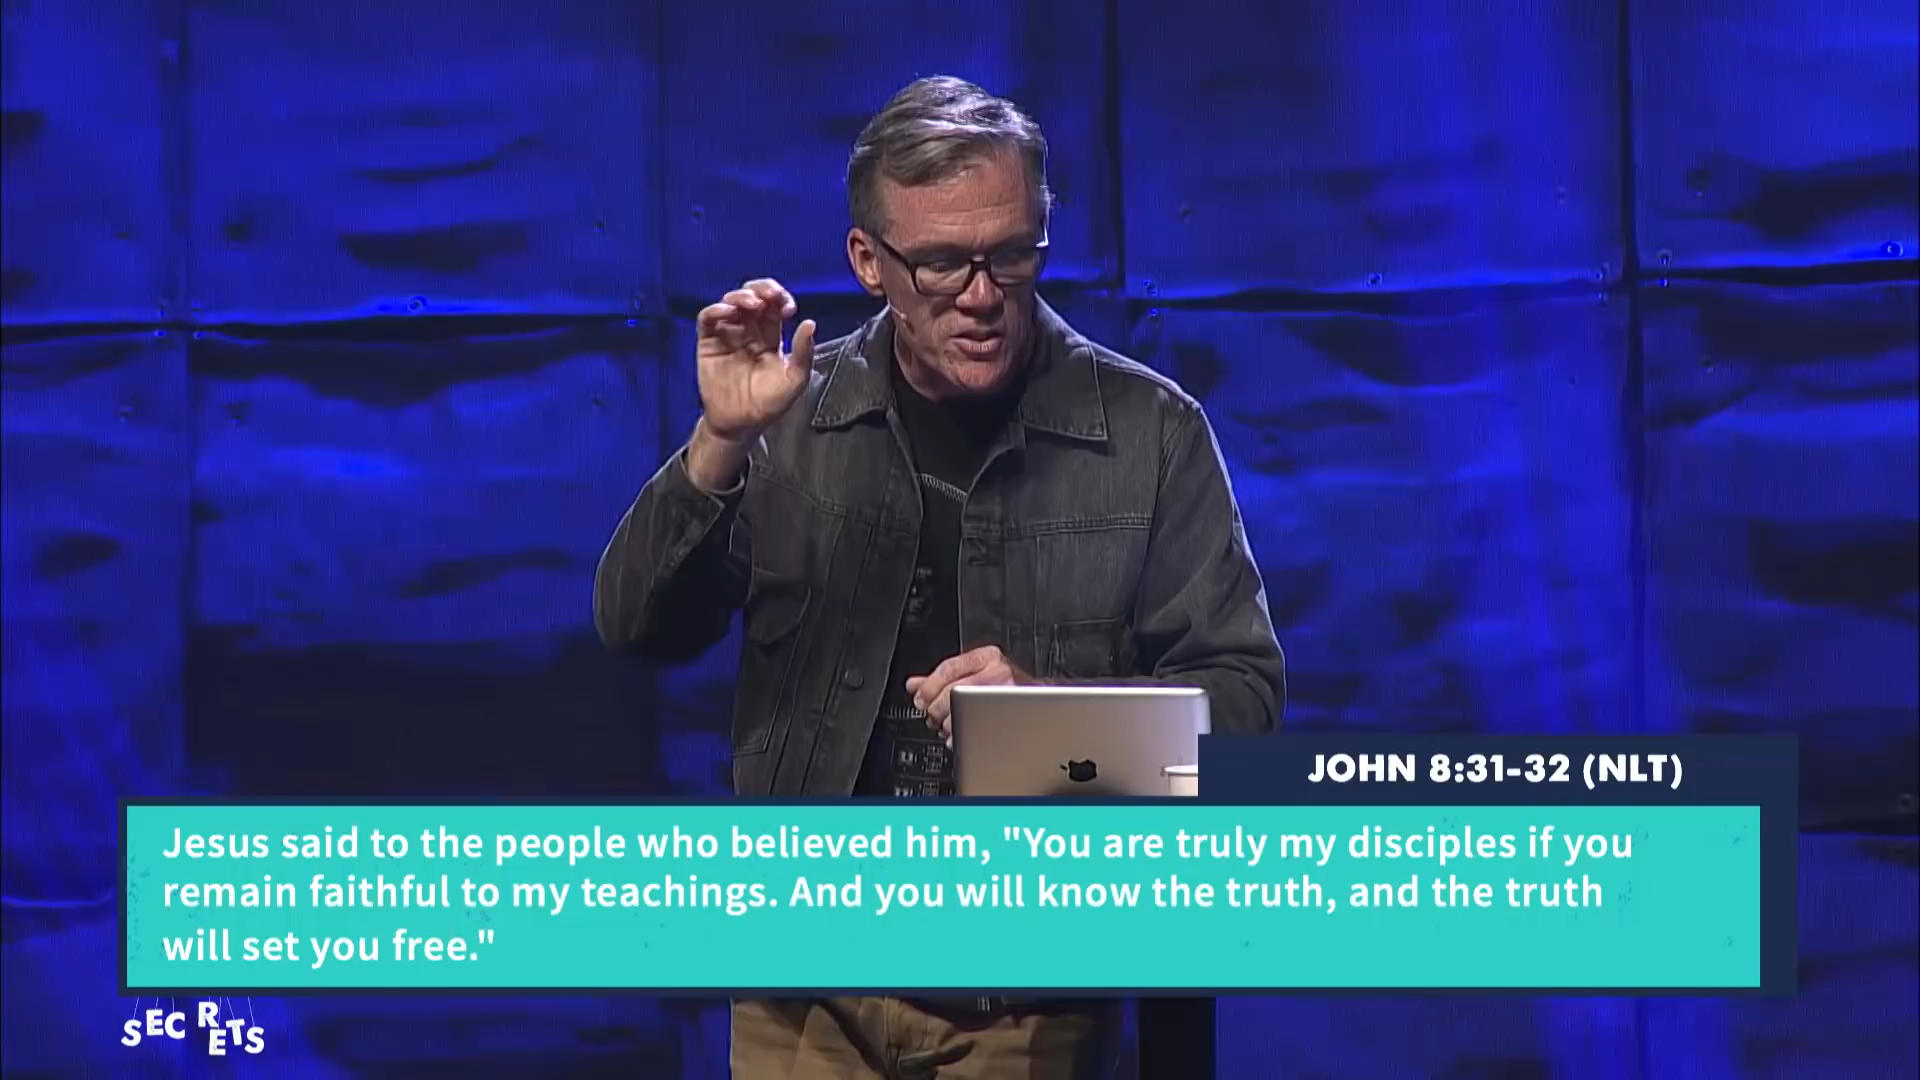 JOHN 8:31-32 (NLT)
Jesus said to the people who believed him, "You are truly my disciples if you
remain faithful to my teachings. And you will know the truth, and the truth
will set you free."
SECRETS